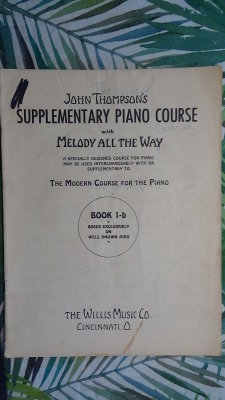 John Thompson's
SUPPLEMENTARY PIANO COURSE
with
MELODY ALL THE WAY
A SPECIALLY DESIGNED COURSE FOR PIANO
MAY BE USED INTERCHANGEABLY WITH OR
SUPPLEMENTARY TO
THE MODERN COURSE FOR THE PIANO
BOOK 1-b
BASED EXCLUSIVELY
ON
WELL KNOWN AIRS
THE WILLIS MUSIC CO.
CINCINNATI, O.